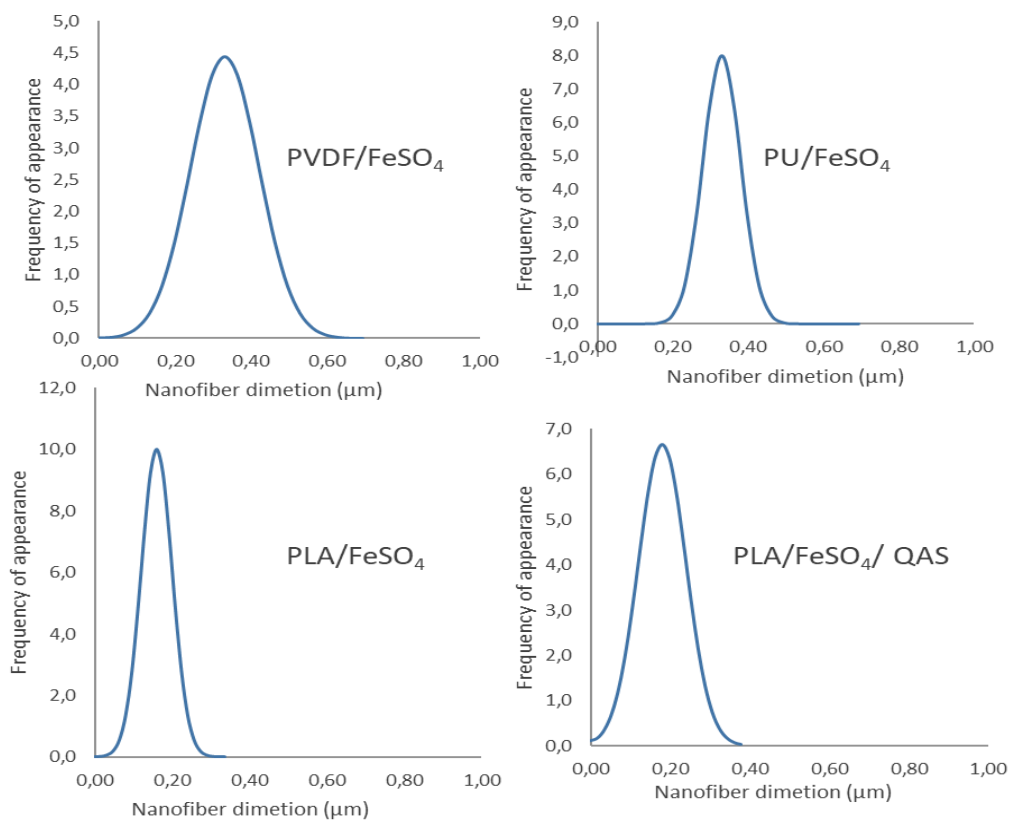 5,0
4,5
4,0
3,5
3,0
2,5
2,0
1,5
1,0
0,5
0,0
Frequency of appearance
PVDF/FeSO₄
0,00 0,20 0,40 0,60 0,80 1,00
Nanofiber dimetion (µm)
9,0
8,0
7,0
6,0
5,0
4,0
3,0
2,0
1,0
0,0
-1,0
Frequency of appearance
PU/FeSO₄
0,00 0,20 0,40 0,60 0,80 1,00
Nanofiber dimetion (µm)
12,0
10,0
8,0
6,0
4,0
2,0
0,0
Frequency of appearance
PLA/FeSO₄
0,00 0,20 0,40 0,60 0,80 1,00
Nanofiber dimetion (µm)
7,0
6,0
5,0
4,0
3,0
2,0
1,0
0,0
Frequency of appearance
PLA/FeSO₄/ QAS
0,00 0,20 0,40 0,60 0,80 1,00
Nanofiber dimetion (µm)